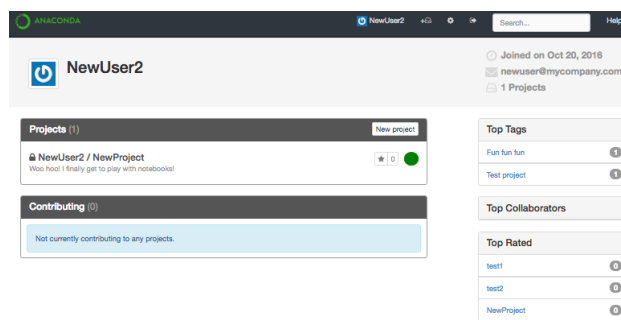 ANACONDA
NewUser2
Search...
Help
NewUser2
Joined on Oct 20, 2016
newuser@mycompany.com
1 Projects
Projects (1)
New project
NewUser2 / NewProject
0
Woo hoo! I finally get to play with notebooks!
Contributing (0)
Not currently contributing to any projects.
Top Tags
Fun fun fun 1
Test project 1
Top Collaborators
Top Rated
test1 0
test2 0
NewProject 0